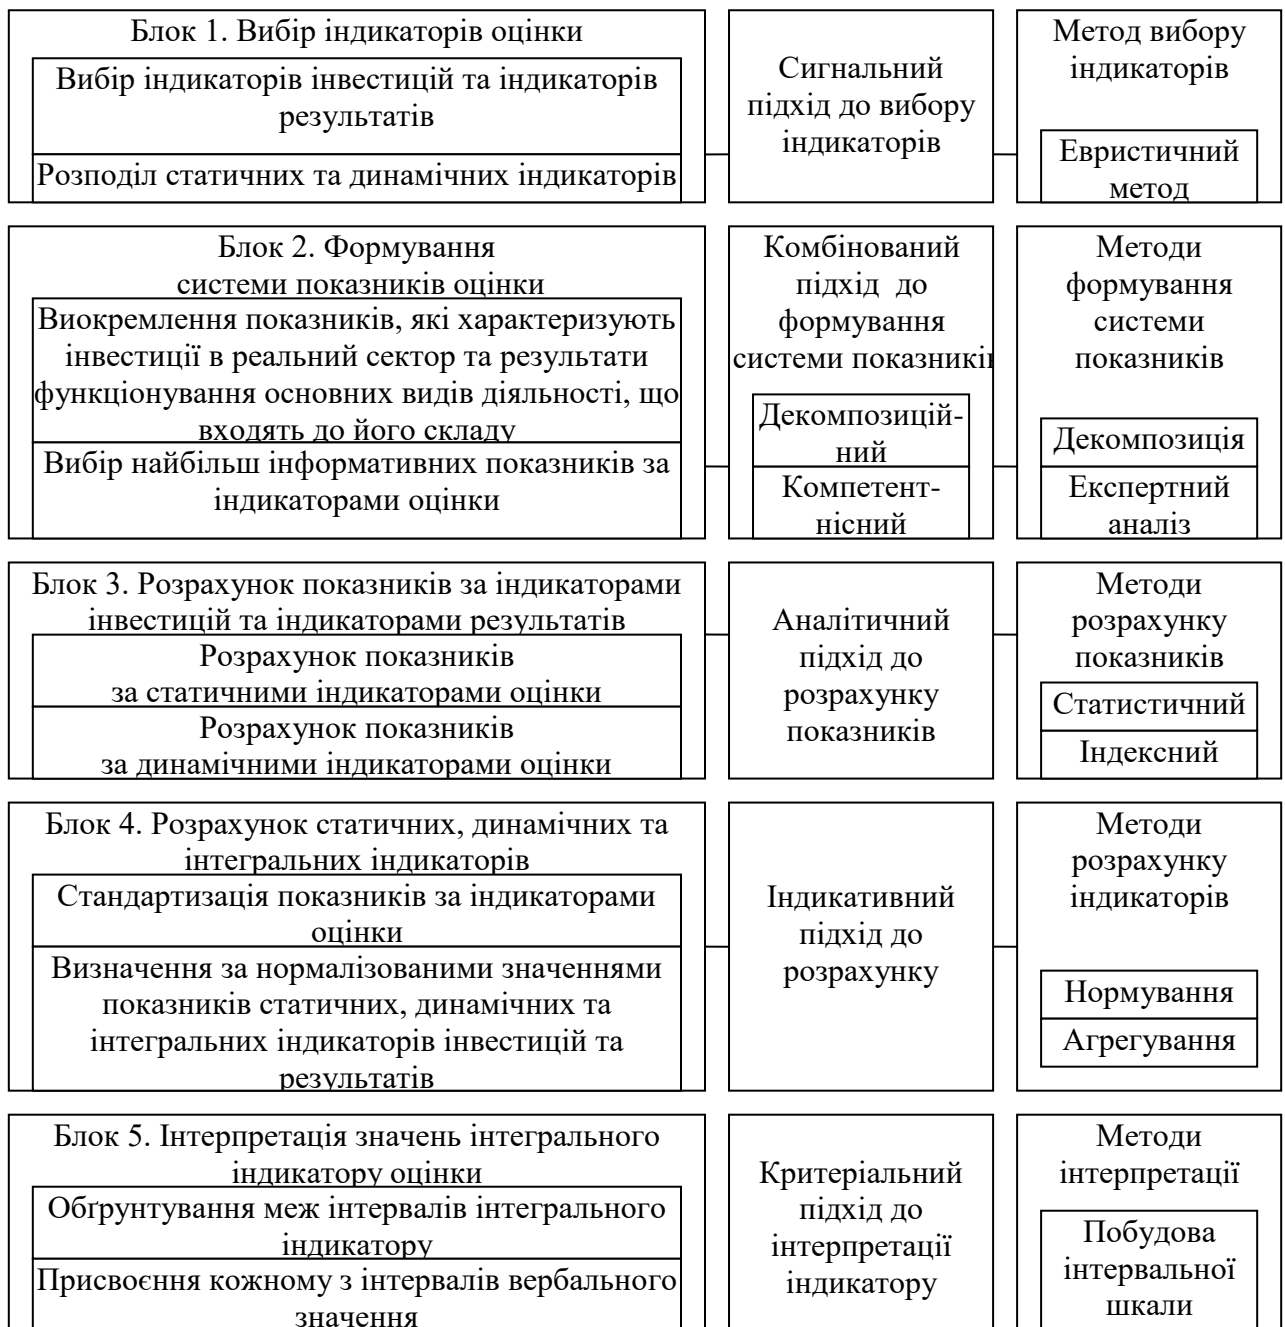 Блок 1. Вибір індикаторів оцінки
Вибір індикаторів інвестицій та індикаторів
результатів
Розподіл статичних та динамічних індикаторів
Сигнальний
підхід до вибору
індикаторів
Метод вибору
індикаторів
Евристичний
метод
Блок 2. Формування
системи показників оцінки
Виокремлення показників, які характеризують
інвестиції в реальний сектор та результати
функціонування основних видів діяльності, що
входять до його складу
Вибір найбільш інформативних показників за
індикаторами оцінки
Комбінований
підхід до
формування
системи показників
Декомпозицій-
ний
Компетент-
нісний
Методи
формування
системи
показників
Декомпозиція
Експертний
аналіз
Блок 3. Розрахунок показників за індикаторами
інвестицій та індикаторами результатів
Розрахунок показників
за статичними індикаторами оцінки
Розрахунок показників
за динамічними індикаторами оцінки
Аналітичний
підхід до
розрахунку
показників
Методи
розрахунку
показників
Статистичний
Індексний
Блок 4. Розрахунок статичних, динамічних та
інтегральних індикаторів
Стандартизація показників за індикаторами
оцінки
Визначення за нормалізованими значеннями
показників статичних, динамічних та
інтегральних індикаторів інвестицій та
результатів
Індикативний
підхід до
розрахунку
Методи
розрахунку
індикаторів
Нормування
Агрегування
Блок 5. Інтерпретація значень інтегрального
індикатору оцінки
Обґрунтування меж інтервалів інтегрального
індикатору
Присвоєння кожному з інтервалів вербального
значення
Критеріальний
підхід до
інтерпретації
індикатору
Методи
інтерпретації
Побудова
інтервальної
шкали